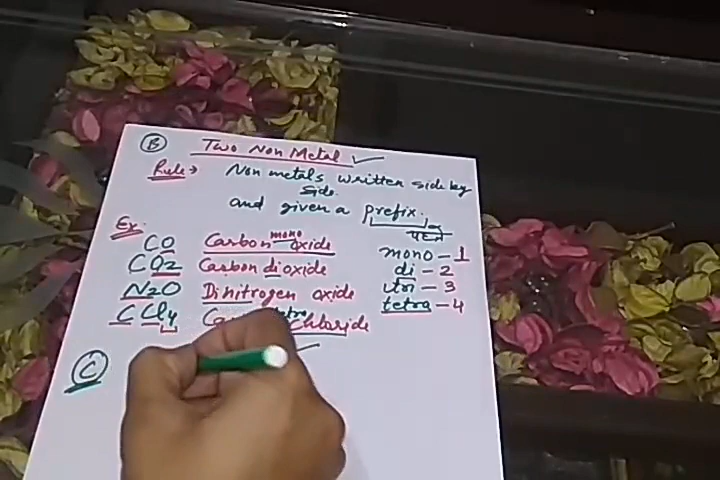 B Two Non Metal
Rule → Non metals written side by
side
and given a prefix.
पहले
Ex.
CO Carbon mono oxide mono - 1
CO2 Carbon dioxide di - 2
N2O Dinitrogen oxide tri - 3
CCl4 Chloride tetra - 4
C